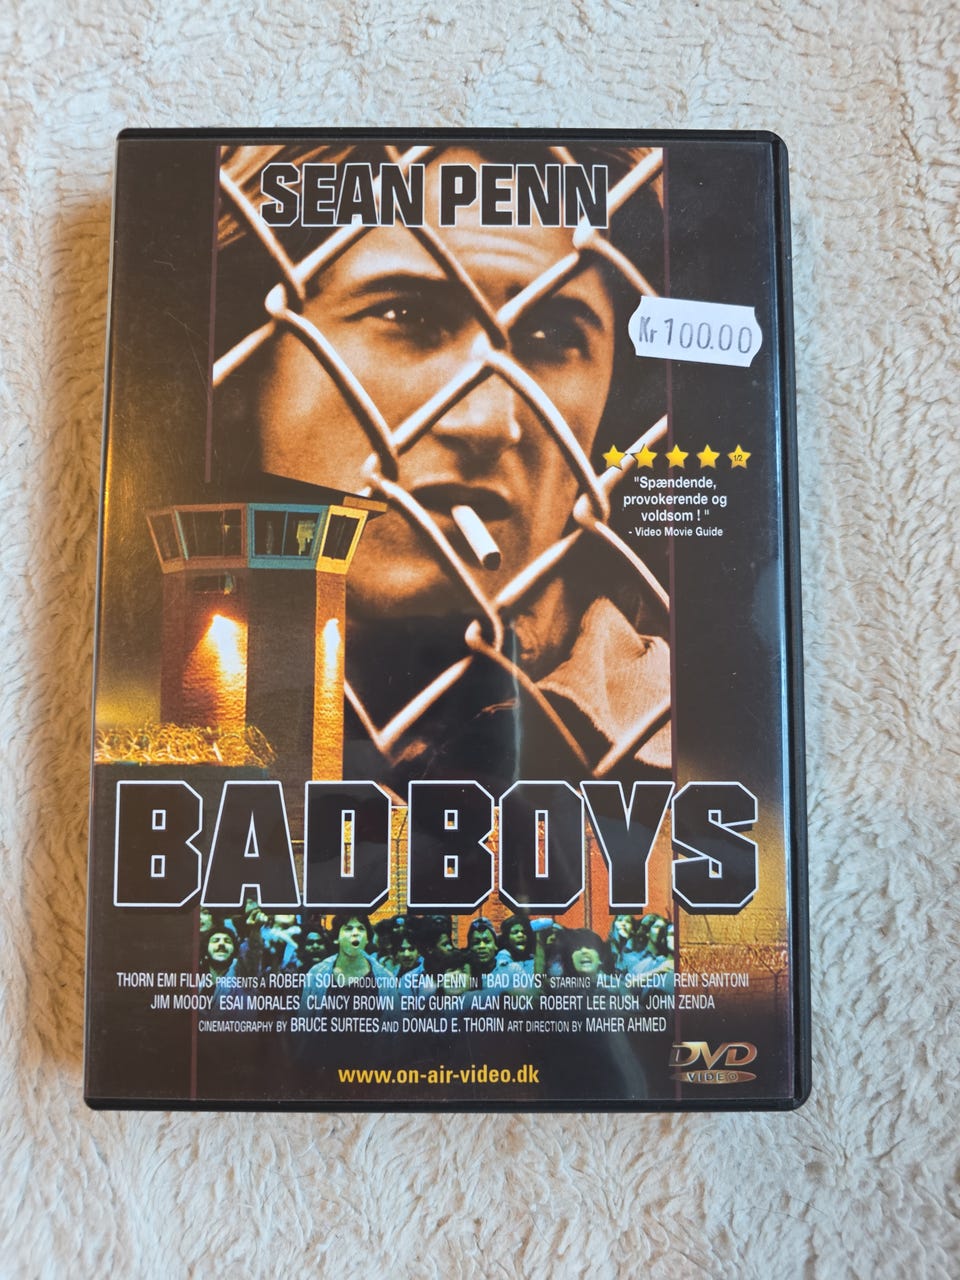 SEAN PENN
Kr 100.00
1/2
"Spændende,
provokerende og
voldsom ! "
- Video Movie Guide
BAD BOYS
THORN EMI FILMS PRESENTS A ROBERT SOLO PRODUCTION SEAN PENN IN "BAD BOYS" STARRING ALLY SHEEDY RENI SANTONI
JIM MOODY ESAI MORALES CLANCY BROWN ERIC GURRY ALAN RUCK ROBERT LEE RUSH JOHN ZENDA
CINEMATOGRAPHY BY BRUCE SURTEES AND DONALD E. THORIN ART DIRECTION BY MAHER AHMED
DVD
VIDEO
www.on-air-video.dk